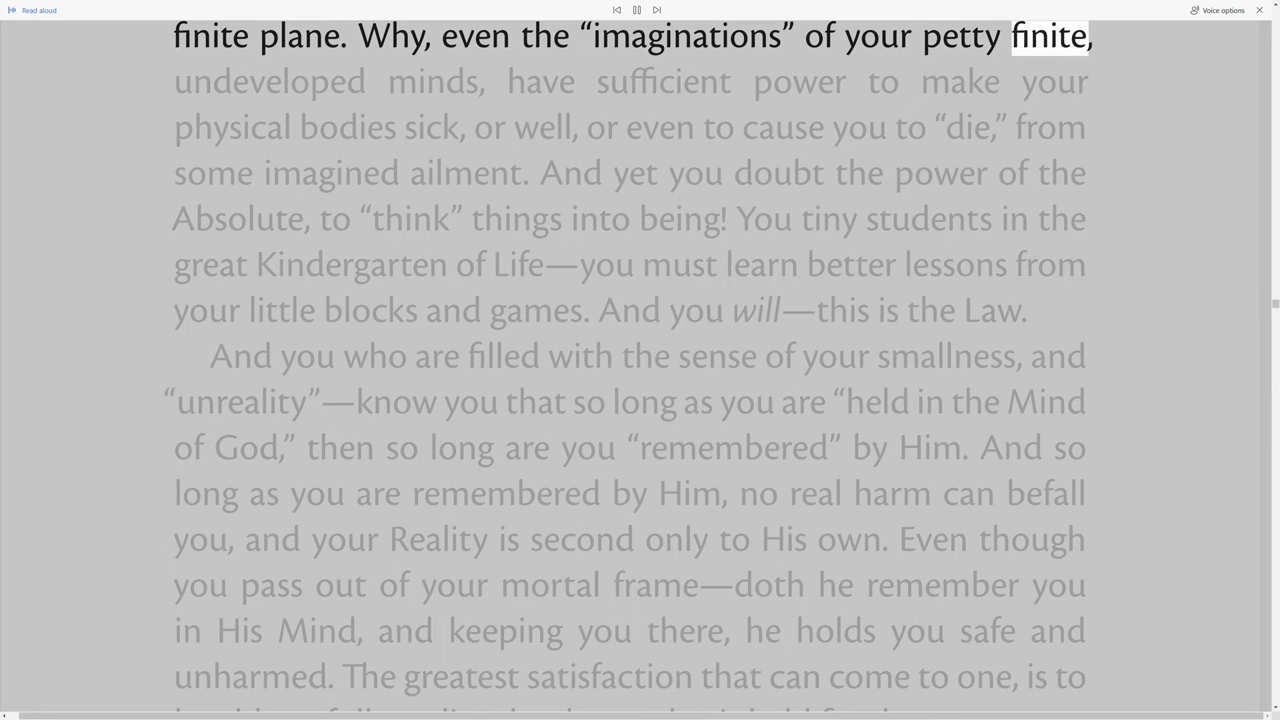 Read aloud
Voice options
finite plane. Why, even the “imaginations” of your petty finite,
undeveloped minds, have sufficient power to make your
physical bodies sick, or well, or even to cause you to “die,” from
some imagined ailment. And yet you doubt the power of the
Absolute, to “think” things into being! You tiny students in the
great Kindergarten of Life—you must learn better lessons from
your little blocks and games. And you will—this is the Law.
And you who are filled with the sense of your smallness, and
“unreality”—know you that so long as you are “held in the Mind
of God,” then so long are you “remembered” by Him. And so
long as you are remembered by Him, no real harm can befall
you, and your Reality is second only to His own. Even though
you pass out of your mortal frame—doth he remember you
in His Mind, and keeping you there, he holds you safe and
unharmed. The greatest satisfaction that can come to one, is to